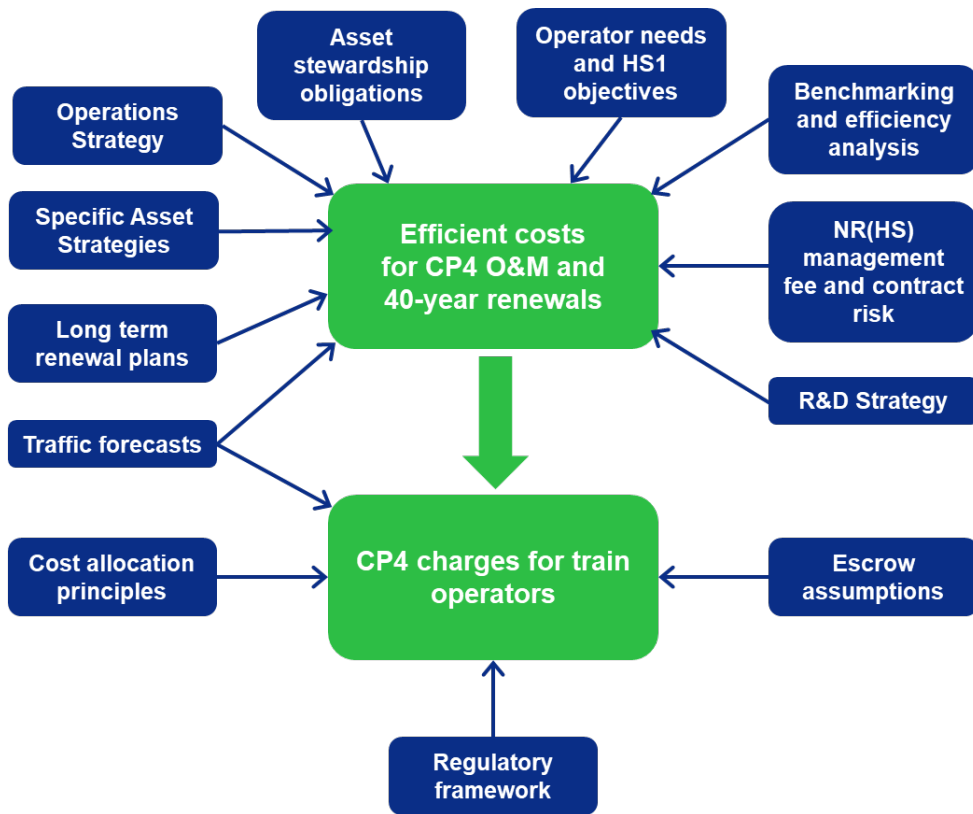 Asset
stewardship
obligations
Operator needs
and HS1
objectives
Operations
Strategy
Benchmarking
and efficiency
analysis
Specific Asset
Strategies
Efficient costs
for CP4 O&M and
40-year renewals
NR(HS)
management
fee and contract
risk
Long term
renewal plans
R&D Strategy
Traffic forecasts
Cost allocation
principles
CP4 charges for train
operators
Escrow
assumptions
Regulatory
framework